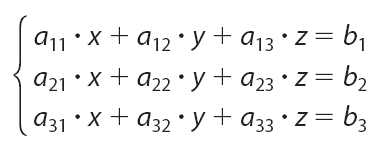 a₁₁ · x + a₁₂ · y + a₁₃ · z = b₁
a₂₁ · x + a₂₂ · y + a₂₃ · z = b₂
a₃₁ · x + a₃₂ · y + a₃₃ · z = b₃